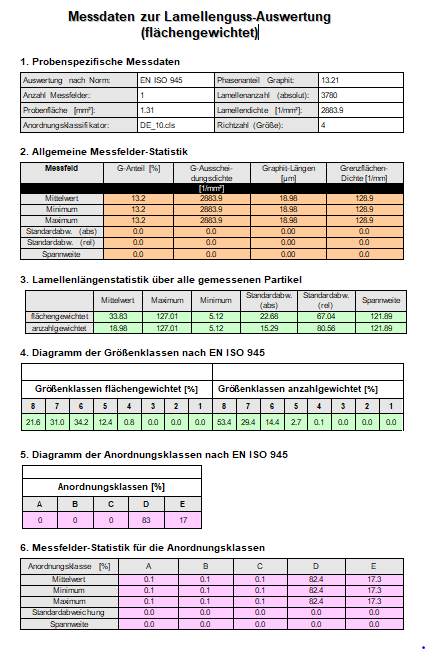 Messdaten zur Lamellenguss-Auswertung
(flächengewichtet)
1. Probenspezifische Messdaten
Auswertung nach Norm: EN ISO 945 Phasenanteil Graphit: 13.21
Anzahl Messfelder: 1 Lamellenanzahl (absolut): 3780
Probenfläche [mm²]: 1.31 Lamellendichte [1/mm²]: 2883.9
Anordnungsklassifikator: DE_10.cls Richtzahl (Größe): 4
2. Allgemeine Messfelder-Statistik
Messfeld G-Anteil [%] G-Ausschei- Graphit-Längen Grenzflächen-
dungsdichte [µm] Dichte [1/mm]
[1/mm²]
Mittelwert 13.2 2883.9 18.98 128.9
Minimum 13.2 2883.9 18.98 128.9
Maximum 13.2 2883.9 18.98 128.9
Standardabw. (abs) 0.0 0.0 0.00 0.0
Standardabw. (rel) 0.0 0.0 0.00 0.0
Spannweite 0.0 0.0 0.00 0.0
3. Lamellenlängenstatistik über alle gemessenen Partikel
Mittelwert Maximum Minimum Standardabw. Standardabw. Spannweite
(abs) (rel)
flächengewichtet 33.83 127.01 5.12 22.68 67.04 121.89
anzahlgewichtet 18.98 127.01 5.12 15.29 80.56 121.89
4. Diagramm der Größenklassen nach EN ISO 945
Größenklassen flächengewichtet [%] Größenklassen anzahlgewichtet [%]
8 7 6 5 4 3 2 1 8 7 6 5 4 3 2 1
21.6 31.0 34.2 12.4 0.8 0.0 0.0 0.0 53.4 29.4 14.4 2.7 0.1 0.0 0.0 0.0
5. Diagramm der Anordnungsklassen nach EN ISO 945
Anordnungsklassen [%]
A B C D E
0 0 0 83 17
6. Messfelder-Statistik für die Anordnungsklassen
Anordnungsklasse [%] A B C D E
Mittelwert 0.1 0.1 0.1 82.4 17.3
Minimum 0.1 0.1 0.1 82.4 17.3
Maximum 0.1 0.1 0.1 82.4 17.3
Standardabweichung 0.0 0.0 0.0 0.0 0.0
Spannweite 0.0 0.0 0.0 0.0 0.0